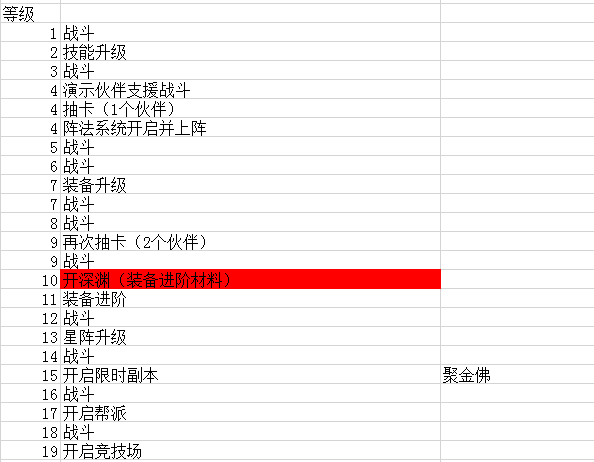 等级
1 战斗
2 技能升级
3 战斗
4 演示伙伴支援战斗
4 抽卡（1个伙伴）
4 阵法系统开启并上阵
5 战斗
6 战斗
7 装备升级
7 战斗
8 战斗
9 再次抽卡（2个伙伴）
9 战斗
10 开深渊（装备进阶材料）
11 装备进阶
12 战斗
13 星阵升级
14 战斗
15 开启限时副本 聚金佛
16 战斗
17 开启帮派
18 战斗
19 开启竞技场